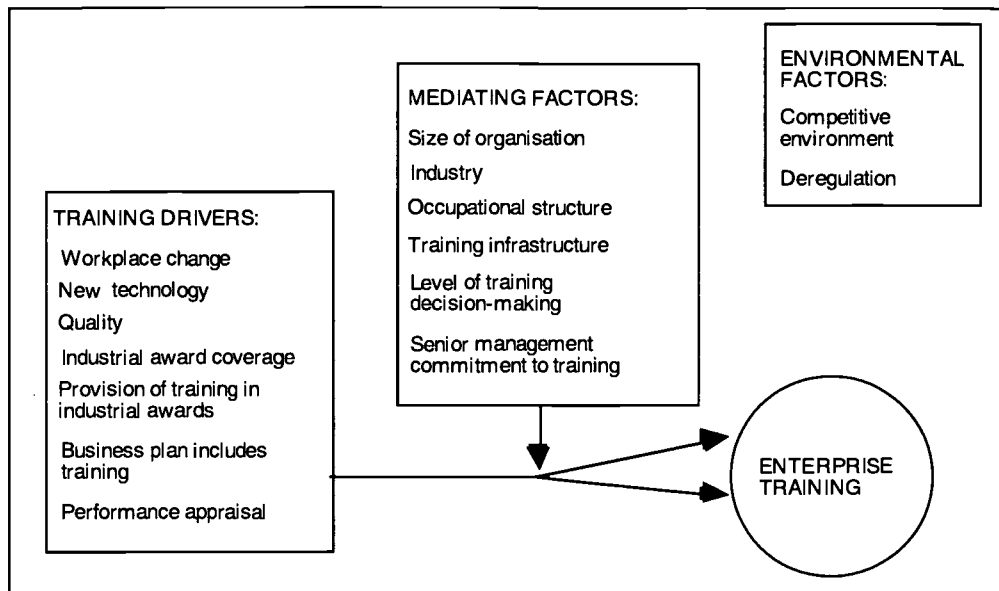 TRAINING DRIVERS:
Workplace change
New technology
Quality
Industrial award coverage
Provision of training in
industrial awards
Business plan includes
training
Performance appraisal
MEDIATING FACTORS:
Size of organisation
Industry
Occupational structure
Training infrastructure
Level of training
decision-making
Senior management
commitment to training
ENVIRONMENTAL
FACTORS:
Competitive
environment
Deregulation
ENTERPRISE
TRAINING